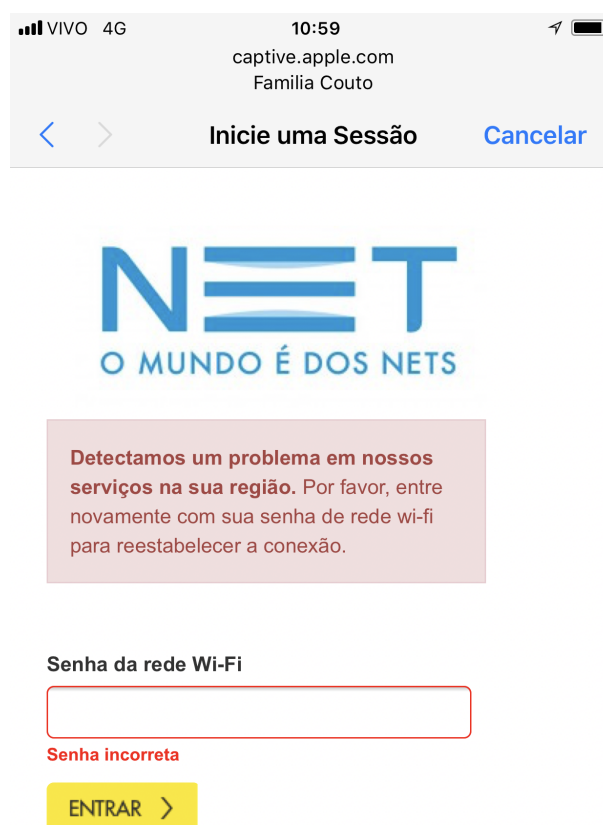 VIVO 4G 10:59
captive.apple.com
Familia Couto
Inicie uma Sessão Cancelar
NET
O MUNDO É DOS NETS
Detectamos um problema em nossos
serviços na sua região. Por favor, entre
novamente com sua senha de rede wi-fi
para reestabelecer a conexão.
Senha da rede Wi-Fi
Senha incorreta
ENTRAR